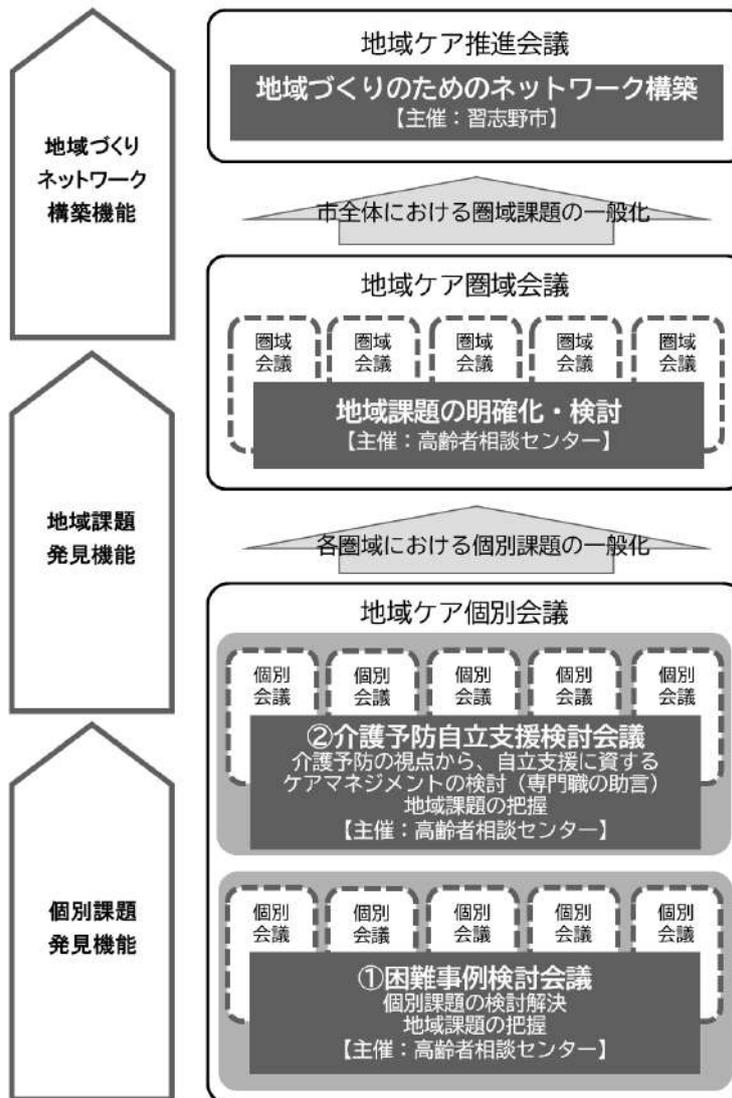 地域づくり
ネットワーク
構築機能
地域課題
発見機能
個別課題
発見機能
地域ケア推進会議
地域づくりのためのネットワーク構築
【主催：習志野市】
市全体における圏域課題の一般化
地域ケア圏域会議
圏域 圏域 圏域 圏域 圏域
会議 会議 会議 会議 会議
地域課題の明確化・検討
【主催：高齢者相談センター】
各圏域における個別課題の一般化
地域ケア個別会議
個別 個別 個別 個別 個別
会議 会議 会議 会議 会議
②介護予防自立支援検討会議
介護予防の視点から、自立支援に資する
ケアマネジメントの検討（専門職の助言）
地域課題の把握
【主催：高齢者相談センター】
個別 個別 個別 個別 個別
会議 会議 会議 会議 会議
①困難事例検討会議
個別課題の検討解決
地域課題の把握
【主催：高齢者相談センター】